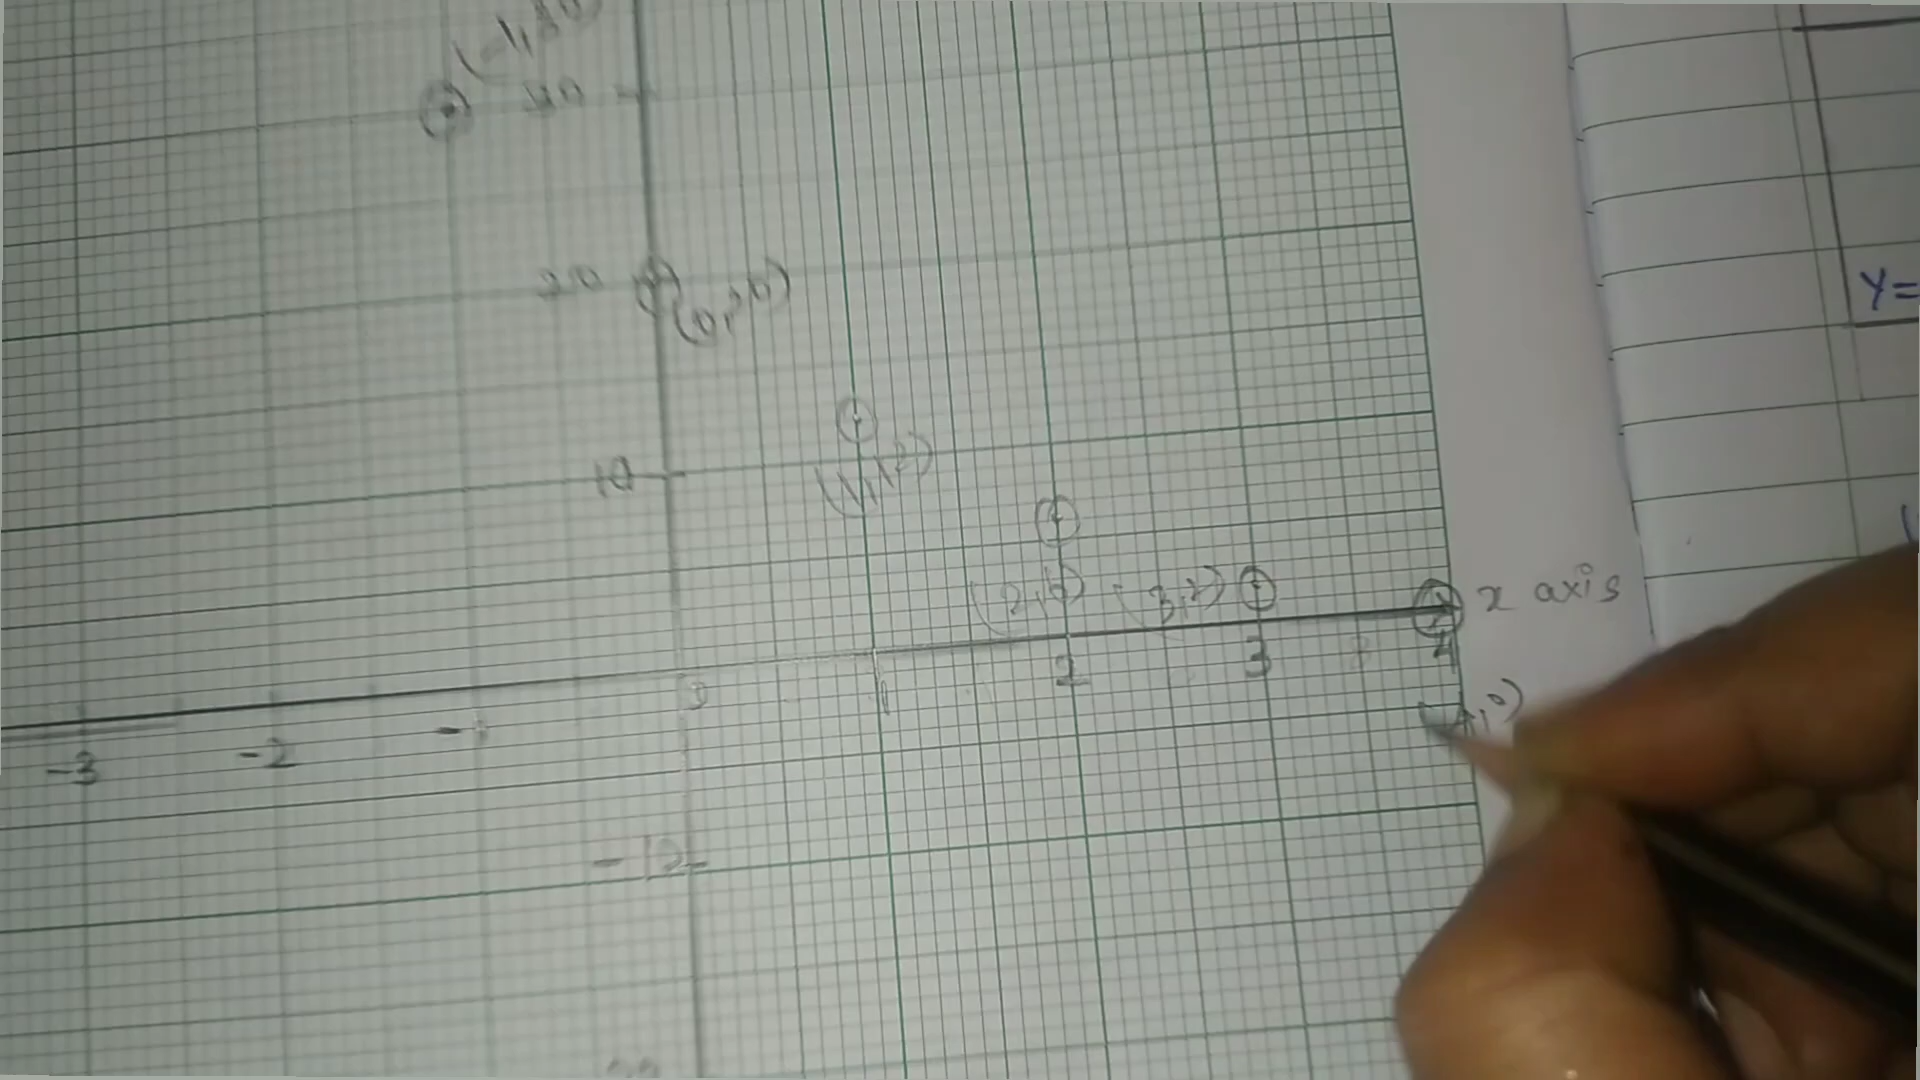 (-1,30)
30
20
(0,20)
10
(1,12)
(2,6) (3,2)
x axis
0 1 2 3 4
-3 -2 -1
(4,0)
Y=